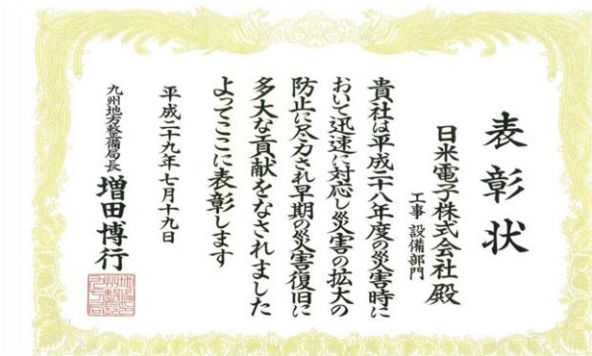 表彰状
日米電子株式会社 殿
工事 設備部門
貴社は平成二十八年度の災害時に
おいて迅速に対応し災害の拡大の
防止に尽力され早期の災害復旧に
多大な貢献をなされました
よってここに表彰します
平成二十九年七月十九日
九州地方整備局長 増田博行